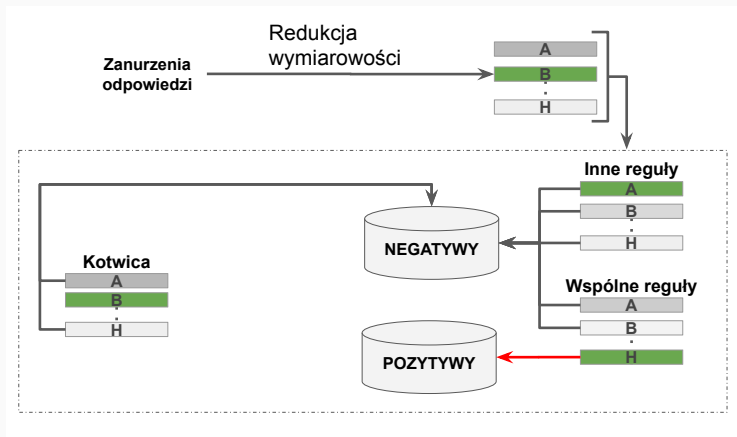 Redukcja
wymiarowości
Zanurzenia
odpowiedzi
A
B
H
Inne reguły
A
B
H
NEGATYWY
Kotwica
A
B
H
Wspólne reguły
A
B
H
POZYTYWY